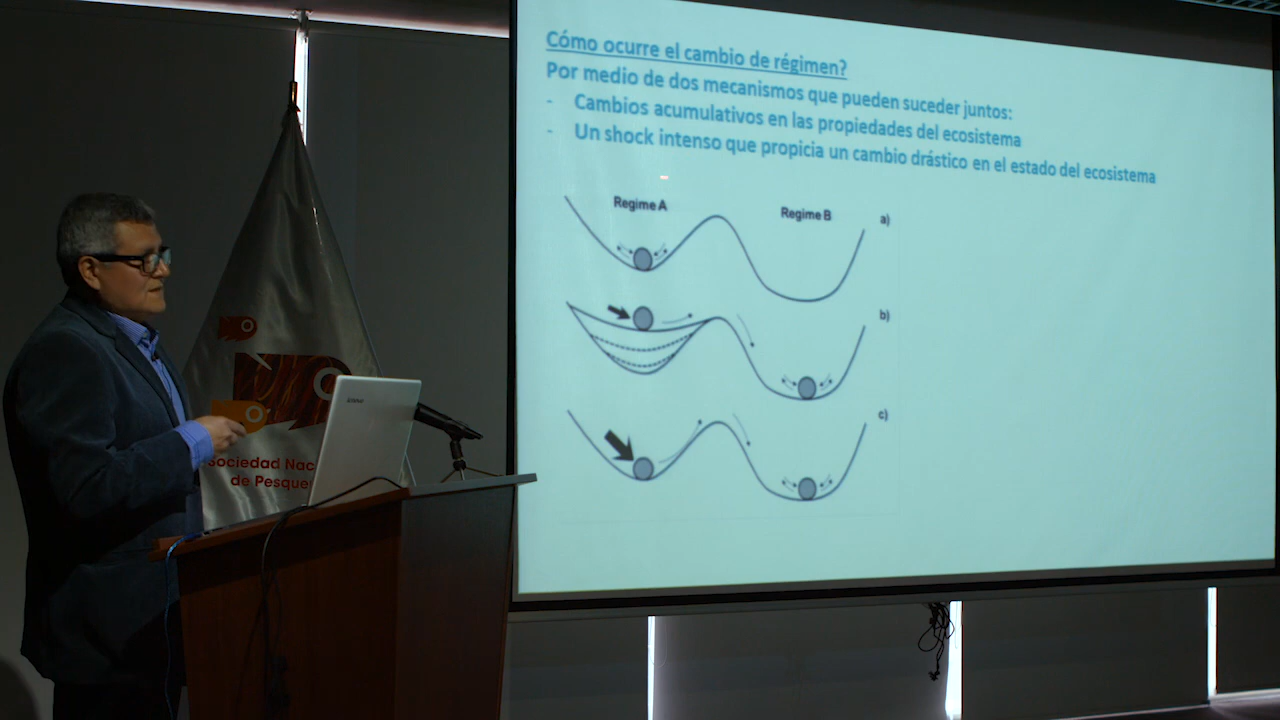 Cómo ocurre el cambio de régimen?
Por medio de dos mecanismos que pueden suceder juntos:
- Cambios acumulativos en las propiedades del ecosistema
- Un shock intenso que propicia un cambio drástico en el estado del ecosistema
Regime A
Regime B
a)
b)
c)
Sociedad Nac
de Pesque